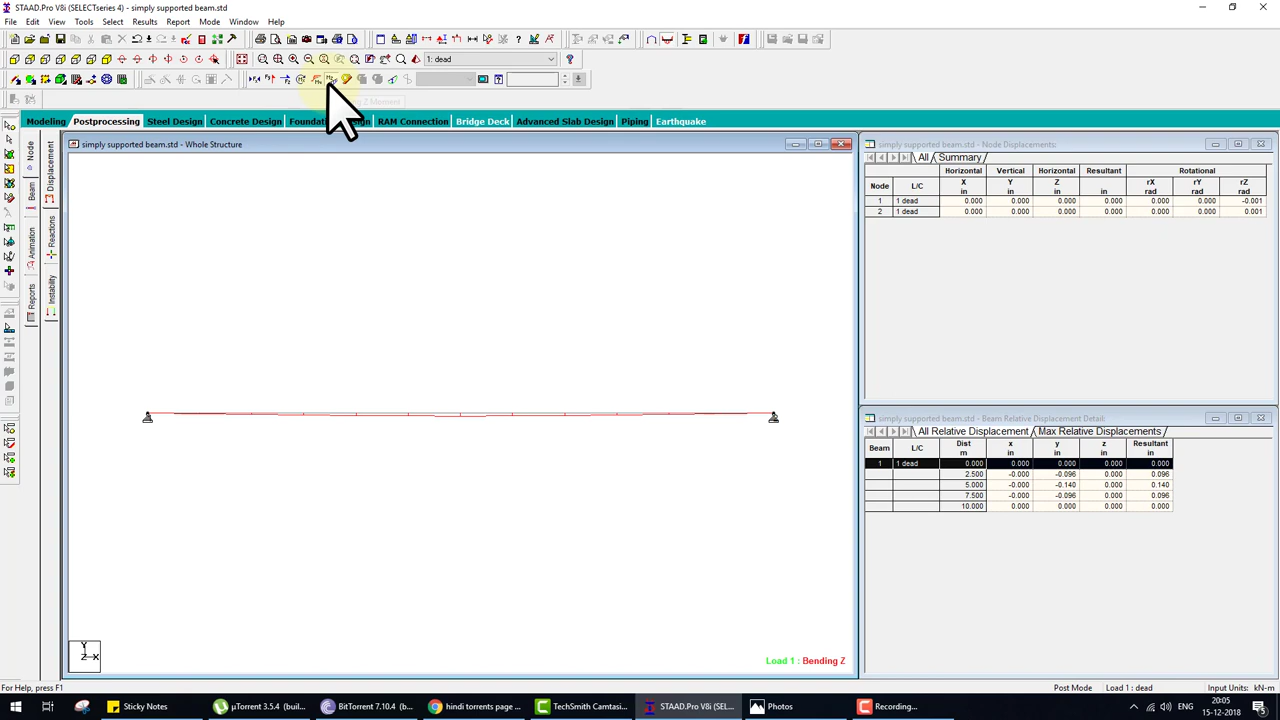 STAAD.Pro V8i (SELECTseries 4) - simply supported beam.std
File Edit View Tools Select Results Report Mode Window Help
1: dead
Modeling Postprocessing Steel Design Concrete Design RAM Connection Bridge Deck Advanced Slab Design Piping Earthquake
simply supported beam.std - Whole Structure
Node
Beam
Animation
Reports
Displacement
Reactions
Instability
Load 1 : Bending Z
Y
Z X
simply supported beam.std - Node Displacements:
All Summary
Horizontal Vertical Horizontal Resultant Rotational
Node L/C X in Y in Z in in rX rad rY rad rZ rad
1 1 dead 0.000 0.000 0.000 0.000 0.000 0.000 -0.001
2 1 dead 0.000 0.000 0.000 0.000 0.000 0.000 0.001
simply supported beam.std - Beam Relative Displacement Detail:
All Relative Displacement Max Relative Displacements
Beam L/C Dist m x in y in z in Resultant in
1 1 dead 0.000 0.000 0.000 0.000 0.000
2.500 -0.000 -0.096 0.000 0.096
5.000 -0.000 -0.140 0.000 0.140
7.500 -0.000 -0.096 0.000 0.096
10.000 0.000 0.000 0.000 0.000
For Help, press F1
Post Mode Load 1 : dead Input Units: kN-m
Sticky Notes
µTorrent 3.5.4 (buil...
BitTorrent 7.10.4 (b...
hindi torrents page ...
TechSmith Camtasi...
STAAD.Pro V8i (SEL...
Photos
Recording...
ENG
20:05
15-12-2018